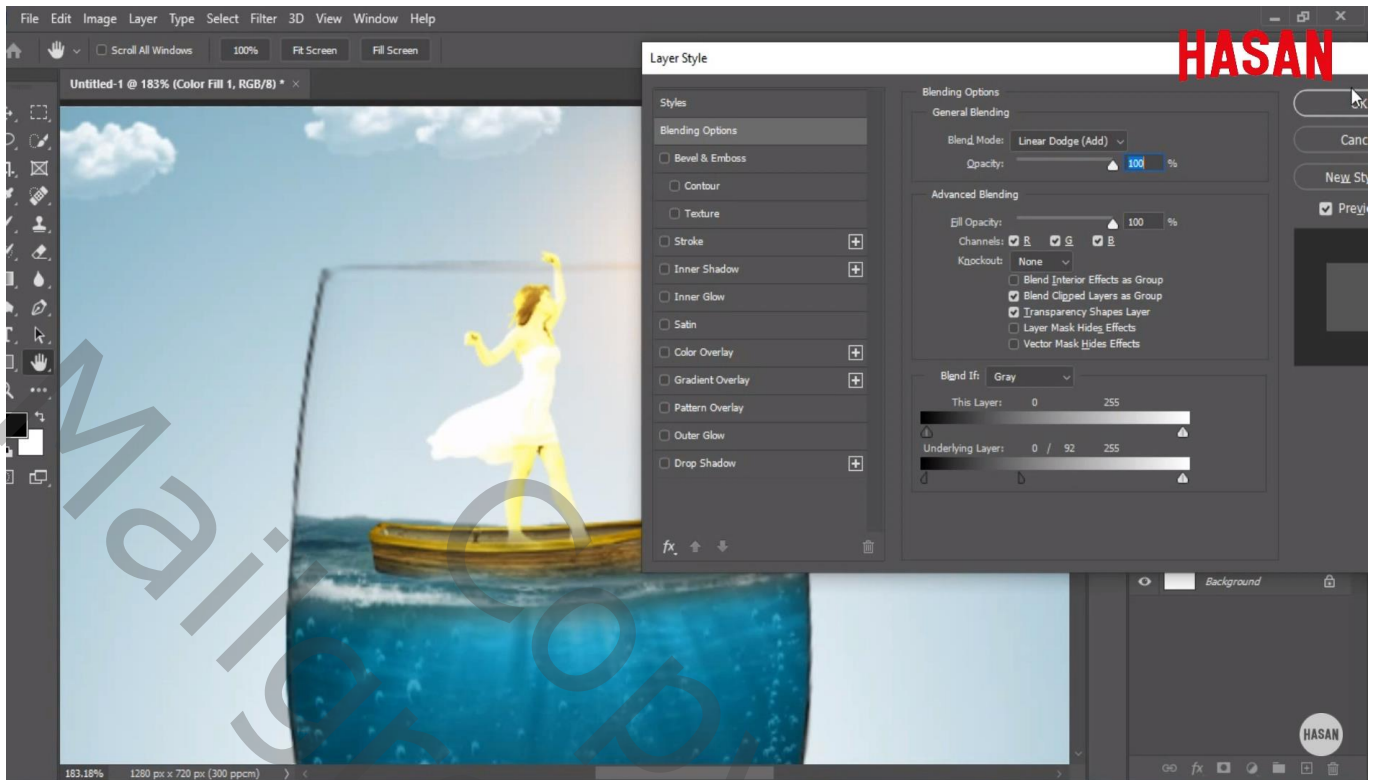 File Edit Image Layer Type Select Filter 3D View Window Help
Scroll All Windows 100% Fit Screen Fill Screen
HASAN
Layer Style
Untitled-1 @ 183% (Color Fill 1, RGB/8) * ×
Styles
Blending Options
Bevel & Emboss
Contour
Texture
Stroke
Inner Shadow
Inner Glow
Satin
Color Overlay
Gradient Overlay
Pattern Overlay
Outer Glow
Drop Shadow
fx
Blending Options
General Blending
Blend Mode: Linear Dodge (Add)
Opacity: 100 %
Advanced Blending
Fill Opacity: 100 %
Channels: R G B
Knockout: None
Blend Interior Effects as Group
Blend Clipped Layers as Group
Transparency Shapes Layer
Layer Mask Hides Effects
Vector Mask Hides Effects
Blend If: Gray
This Layer: 0 255
Underlying Layer: 0 / 92 255
Canc
New Sty
Previe
Background
HASAN
fx
183.18% 1280 px x 720 px (300 ppcm)